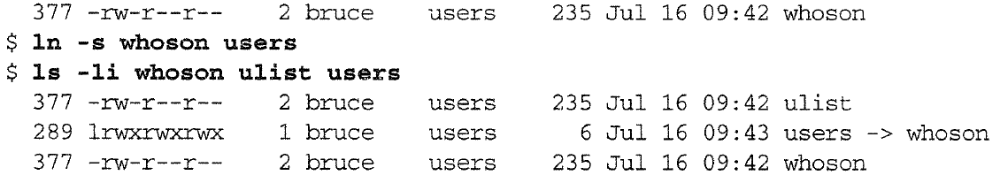 377 -rw-r--r-- 2 bruce users 235 Jul 16 09:42 whoson
$ ln -s whoson users
$ ls -li whoson ulist users
377 -rw-r--r-- 2 bruce users 235 Jul 16 09:42 ulist
289 lrwxrwxrwx 1 bruce users 6 Jul 16 09:43 users -> whoson
377 -rw-r--r-- 2 bruce users 235 Jul 16 09:42 whoson